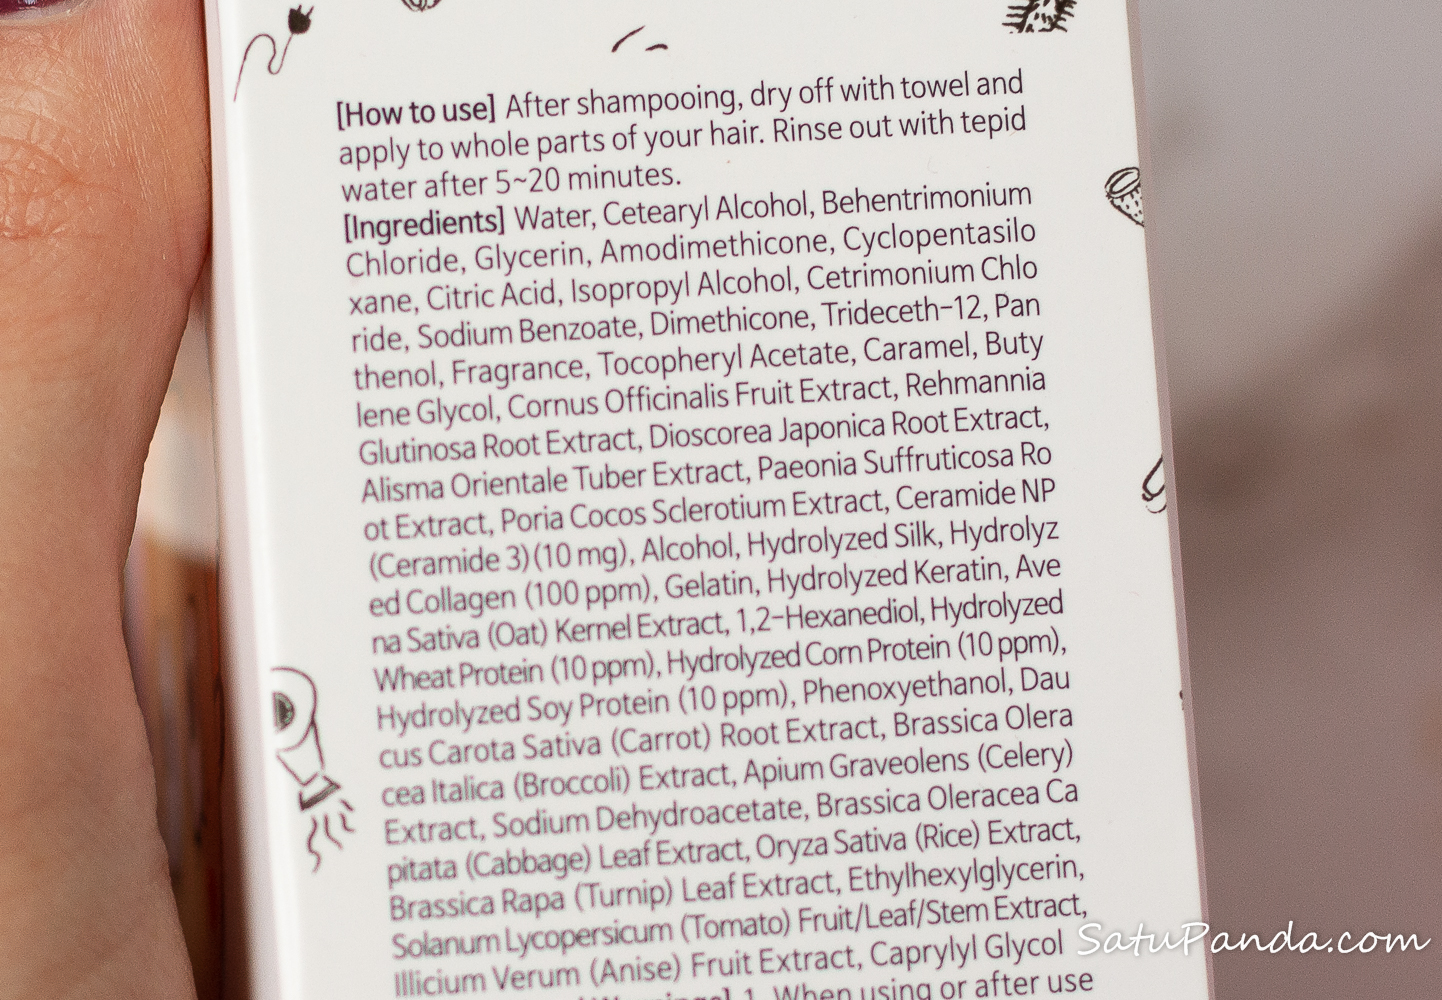 [How to use] After shampooing, dry off with towel and
apply to whole parts of your hair. Rinse out with tepid
water after 5~20 minutes.
[Ingredients] Water, Cetearyl Alcohol, Behentrimonium
Chloride, Glycerin, Amodimethicone, Cyclopentasilo
xane, Citric Acid, Isopropyl Alcohol, Cetrimonium Chlo
ride, Sodium Benzoate, Dimethicone, Trideceth-12, Pan
thenol, Fragrance, Tocopheryl Acetate, Caramel, Buty
lene Glycol, Cornus Officinalis Fruit Extract, Rehmannia
Glutinosa Root Extract, Dioscorea Japonica Root Extract,
Alisma Orientale Tuber Extract, Paeonia Suffruticosa Ro
ot Extract, Poria Cocos Sclerotium Extract, Ceramide NP
(Ceramide 3)(10 mg), Alcohol, Hydrolyzed Silk, Hydrolyz
ed Collagen (100 ppm), Gelatin, Hydrolyzed Keratin, Ave
na Sativa (Oat) Kernel Extract, 1,2-Hexanediol, Hydrolyzed
Wheat Protein (10 ppm), Hydrolyzed Corn Protein (10 ppm),
Hydrolyzed Soy Protein (10 ppm), Phenoxyethanol, Dau
cus Carota Sativa (Carrot) Root Extract, Brassica Olera
cea Italica (Broccoli) Extract, Apium Graveolens (Celery)
Extract, Sodium Dehydroacetate, Brassica Oleracea Ca
pitata (Cabbage) Leaf Extract, Oryza Sativa (Rice) Extract,
Brassica Rapa (Turnip) Leaf Extract, Ethylhexylglycerin,
Solanum Lycopersicum (Tomato) Fruit/Leaf/Stem Extract,
Illicium Verum (Anise) Fruit Extract, Caprylyl Glycol
1. When using or after use
SatuPanda.com